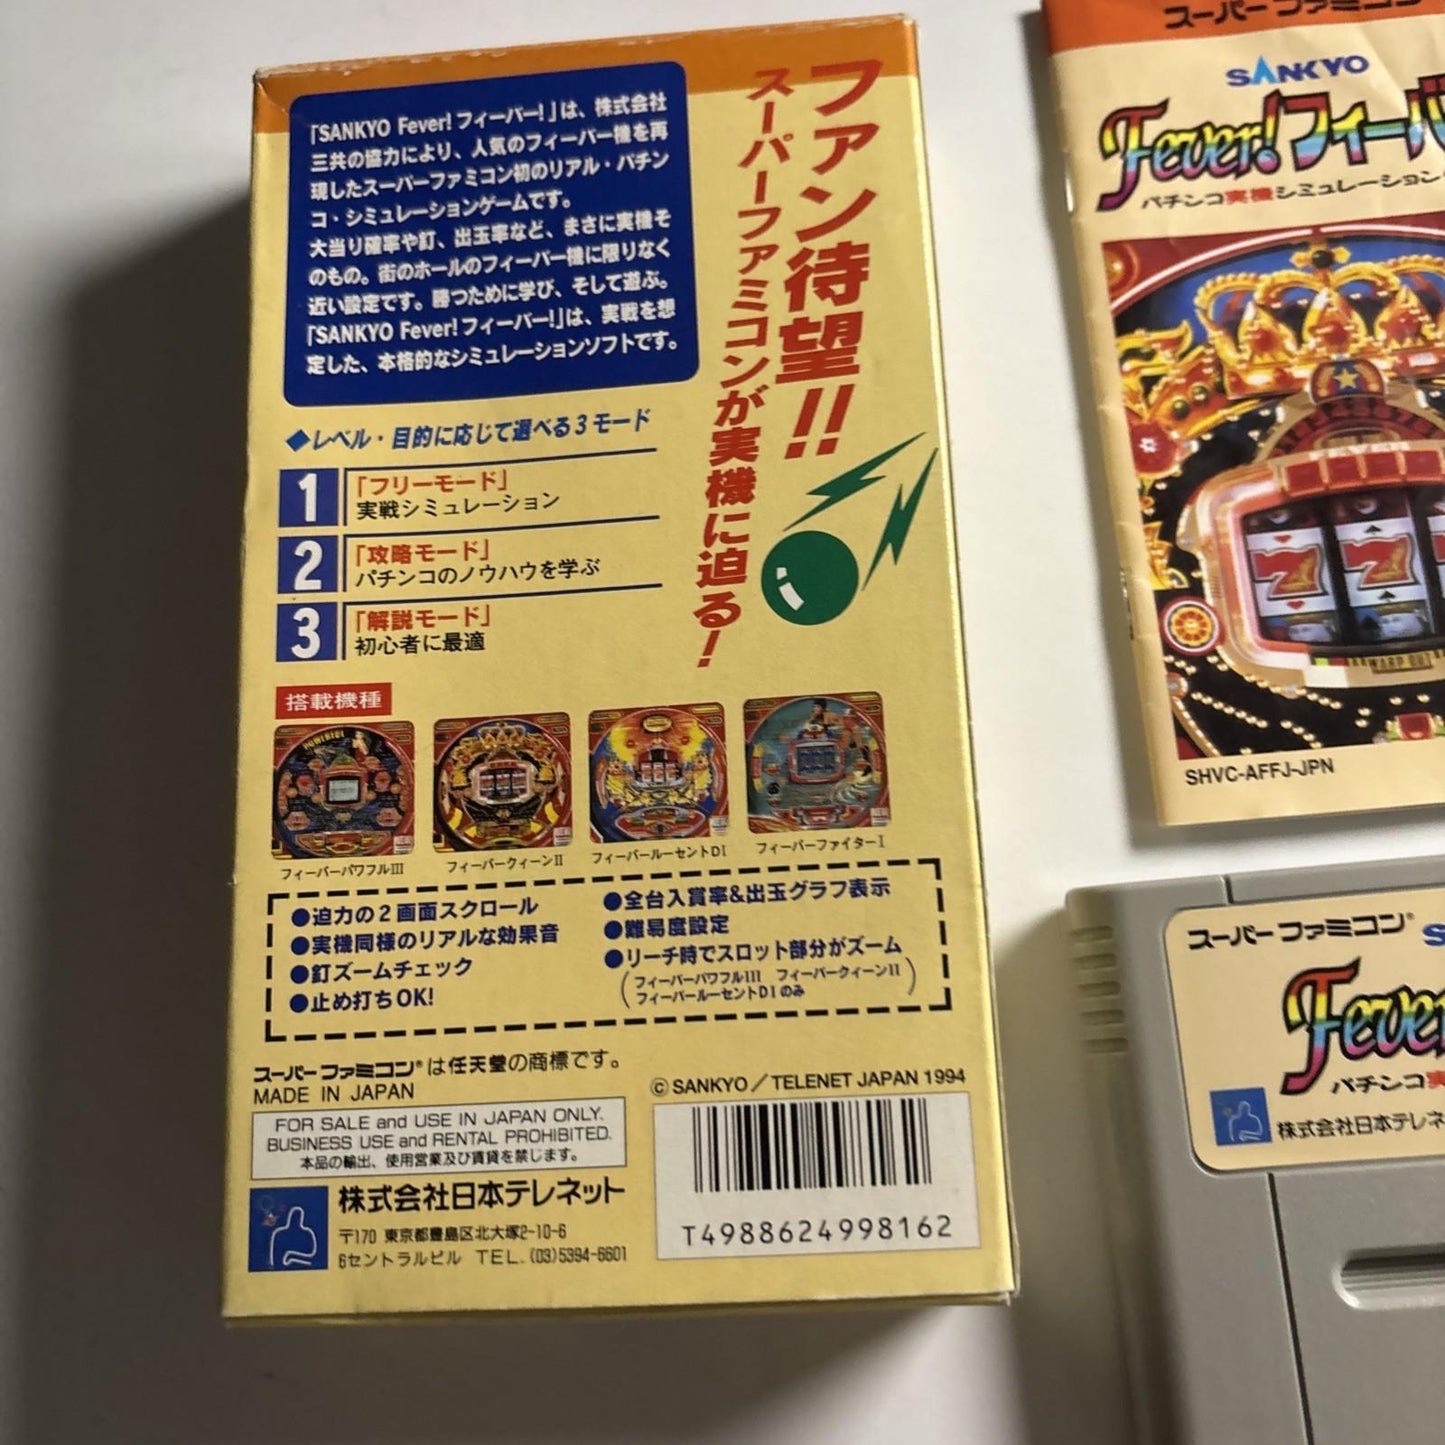 ファン待望!!
スーパーファミコンが実機に迫る!
「SANKYO Fever! フィーバー!」は、株式会社
三共の協力により、人気のフィーバー機を再
現したスーパーファミコン初のリアル・パチン
コ・シミュレーションゲームです。
大当り確率や釘、出玉率など、まさに実機そ
のもの。街のホールのフィーバー機に限りなく
近い設定です。勝つために学び、そして遊ぶ。
「SANKYO Fever! フィーバー!」は、実戦を想
定した、本格的なシミュレーションソフトです。
◆レベル・目的に応じて選べる3モード
1 「フリーモード」
実戦シミュレーション
2 「攻略モード」
パチンコのノウハウを学ぶ
3 「解説モード」
初心者に最適
搭載機種
フィーバーパワフルIII
フィーバークィーンII
フィーバールーセントDI
フィーバーファイターI
●迫力の2画面スクロール
●実機同様のリアルな効果音
●釘ズームチェック
●止め打ちOK!
●全台入賞率&出玉グラフ表示
●難易度設定
●リーチ時でスロット部分がズーム
(フィーバーパワフルIII フィーバークィーンII
フィーバールーセントDIのみ)
スーパーファミコン®は任天堂の商標です。
MADE IN JAPAN
© SANKYO/TELENET JAPAN 1994
FOR SALE and USE IN JAPAN ONLY.
BUSINESS USE and RENTAL PROHIBITED.
本品の輸出、使用営業及び賃貸を禁じます。
株式会社日本テレネット
〒170 東京都豊島区北大塚2-10-6
6セントラルビル TEL. (03)5394-6601
T4988624998162
スーパーファミコン
SANKYO
Fever! フィーバ
パチンコ実機シミュレーション
FEVER
WARP OUT
SHVC-AFFJ-JPN
スーパーファミコン®
Fever
パチンコ実
株式会社日本テレネ